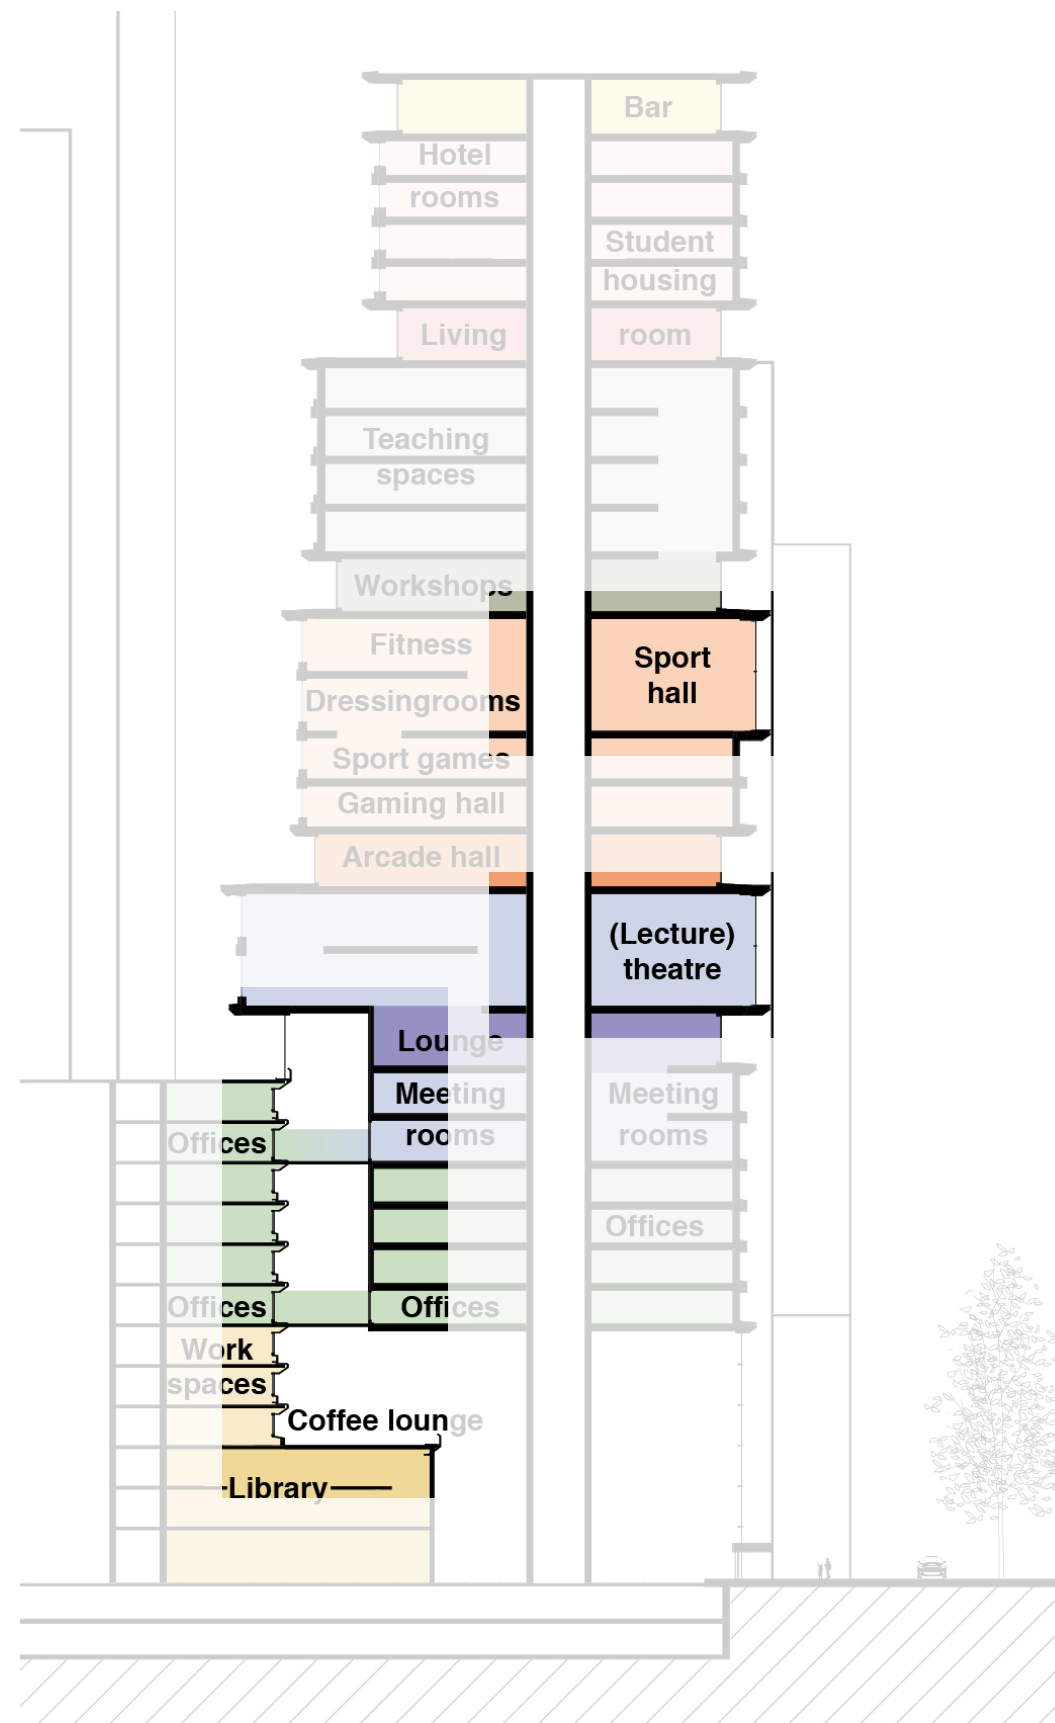 Bar
Hotel
rooms
Student
housing
Living room
Teaching
spaces
Workshops
Fitness
Sport
hall
Dressingrooms
Sport games
Gaming hall
Arcade hall
(Lecture)
theatre
Lounge
Meeting
rooms
Meeting
rooms
Offices
Offices
Offices
Offices
Work
spaces
Coffee lounge
Library